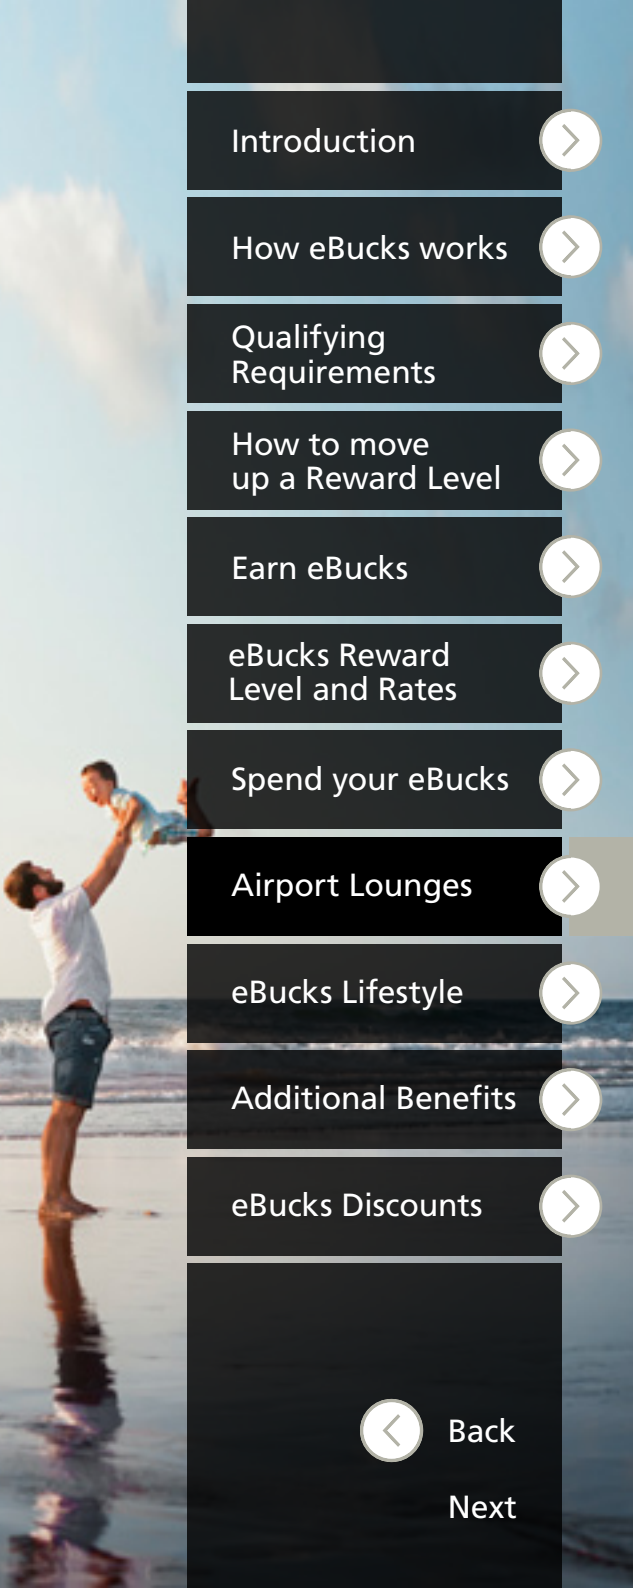 Introduction
How eBucks works
Qualifying
Requirements
How to move
up a Reward Level
Earn eBucks
eBucks Reward
Level and Rates
Spend your eBucks
Airport Lounges
eBucks Lifestyle
Additional Benefits
eBucks Discounts
Back
Next